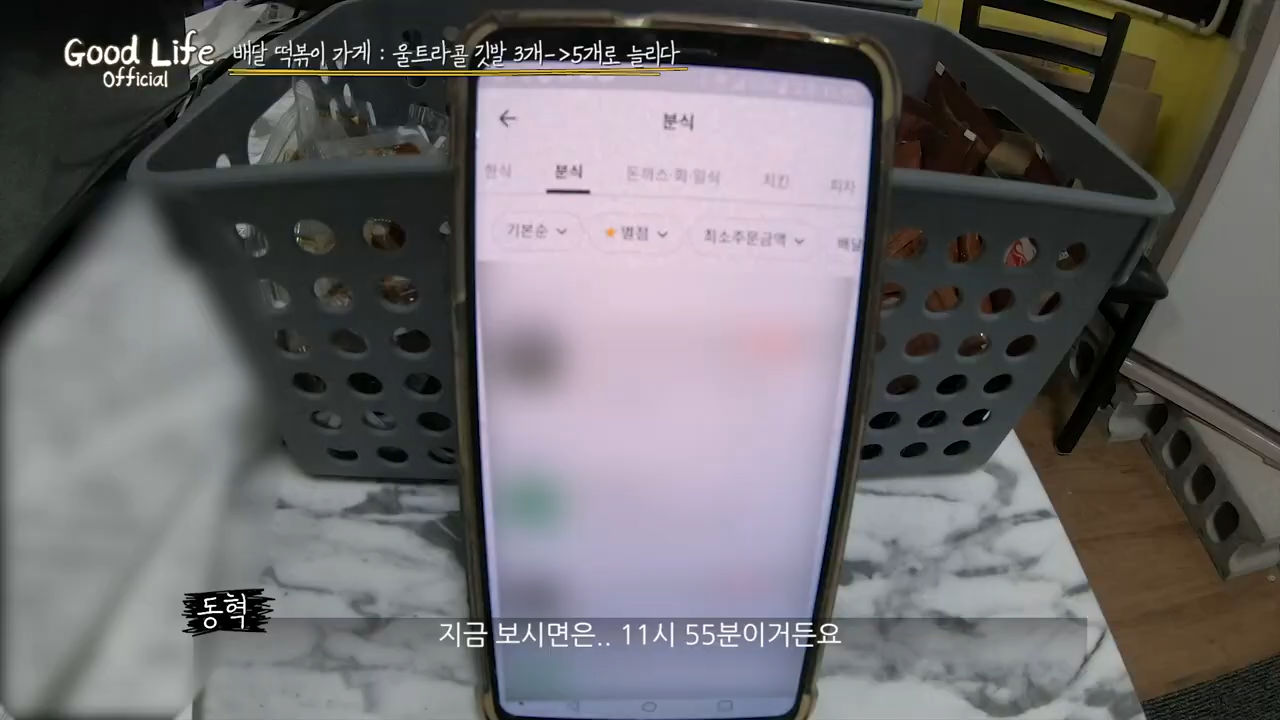 Good Life
Official
배달 떡볶이 가게 : 울트라콜 깃발 3개->5개로 늘리다
분식
한식 분식 돈까스·회·일식 치킨 피자
기본순 별점 최소주문금액 배달
동혁
지금 보시면은.. 11시 55분이거든요